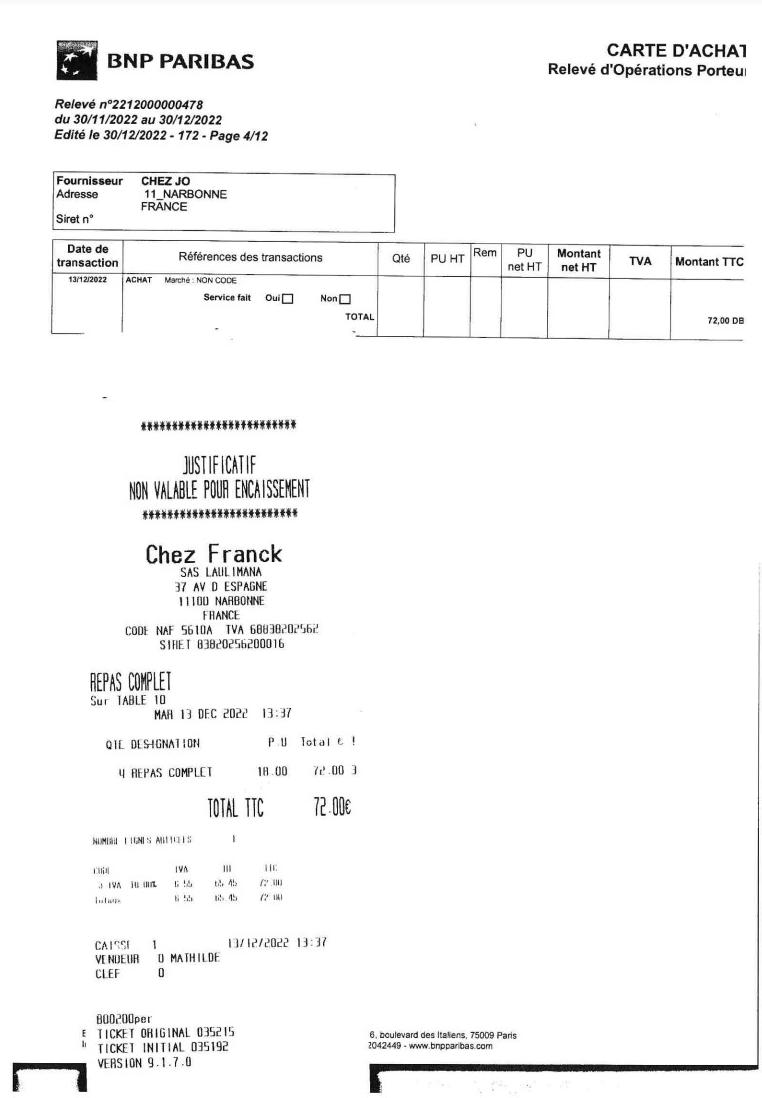 BNP PARIBAS
CARTE D'ACHAT
Relevé d'Opérations Porteur
Relevé n°2212000000478
du 30/11/2022 au 30/12/2022
Edité le 30/12/2022 - 172 - Page 4/12
Fournisseur CHEZ JO
Adresse 11_NARBONNE
FRANCE
Siret n°
Date de transaction Références des transactions Qté PU HT Rem PU net HT Montant net HT TVA Montant TTC
13/12/2022 ACHAT Marché : NON CODE
Service fait Oui Non
TOTAL 72,00 DB
*************************
JUSTIFICATIF
NON VALABLE POUR ENCAISSEMENT
*************************
Chez Franck
SAS LAULIMANA
37 AV D ESPAGNE
11100 NARBONNE
FRANCE
CODE NAF 5610A TVA 68838202562
SIRET 83820256200016
REPAS COMPLET
Sur TABLE 10
MAR 13 DEC 2022 13:37
QTE DESIGNATION P.U Total € !
4 REPAS COMPLET 18.00 72.00 3
TOTAL TTC 72.00€
NOMBRE LIGNES ARTICLES 1
CODE TVA HT TTC
3 TVA 10.00% 6.55 65.45 72.00
Totaux 6.55 65.45 72.00
CAISSE 1 13/12/2022 13:37
VENDEUR 0 MATHILDE
CLEF 0
800200per
TICKET ORIGINAL 035215
TICKET INITIAL 035192
VERSION 9.1.7.0
6, boulevard des Italiens, 75009 Paris
2042449 - www.bnpparibas.com